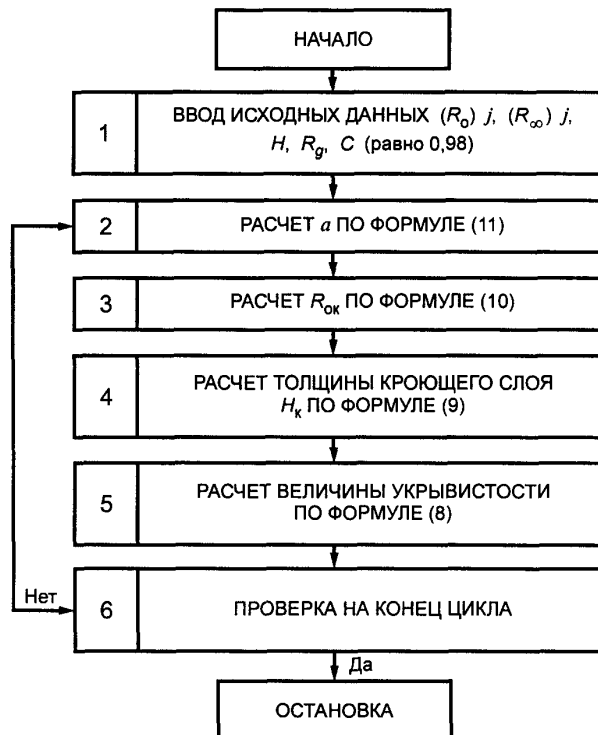 НАЧАЛО
1
ВВОД ИСХОДНЫХ ДАННЫХ (Rо) j, (R∞) j,
H, Rg, C (равно 0,98)
2
РАСЧЕТ a ПО ФОРМУЛЕ (11)
3
РАСЧЕТ Rок ПО ФОРМУЛЕ (10)
4
РАСЧЕТ ТОЛЩИНЫ КРОЮЩЕГО СЛОЯ
Hк ПО ФОРМУЛЕ (9)
5
РАСЧЕТ ВЕЛИЧИНЫ УКРЫВИСТОСТИ
ПО ФОРМУЛЕ (8)
Нет
6
ПРОВЕРКА НА КОНЕЦ ЦИКЛА
Да
ОСТАНОВКА